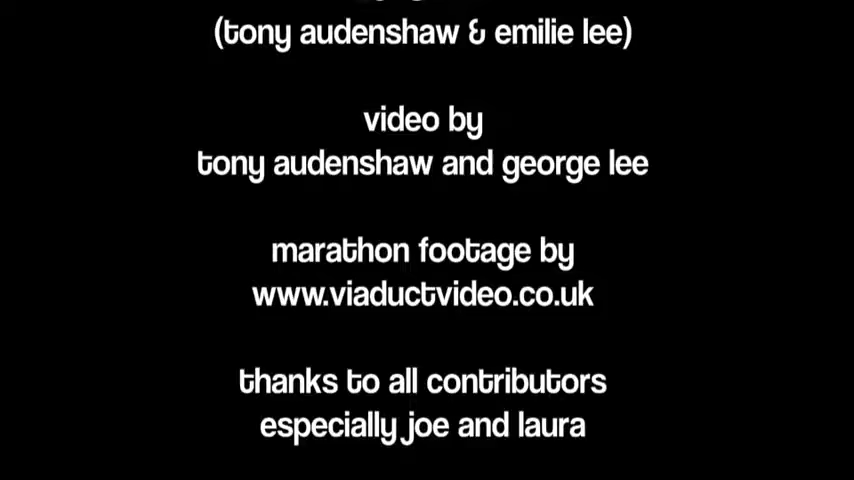 (tony audenshaw & emilie lee)
video by
tony audenshaw and george lee
marathon footage by
www.viaductvideo.co.uk
thanks to all contributors
especially joe and laura